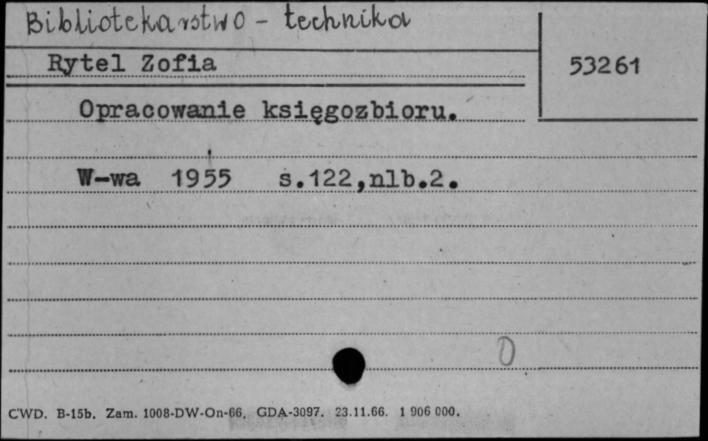 Bibliotekarstwo - technika
Rytel Zofia
53261
Opracowanie księgozbioru.
W-wa 1955 s.122,nlb.2.
0
CWD. B-15b. Zam. 1008-DW-On-66. GDA-3097. 23.11.66. 1 906 000.